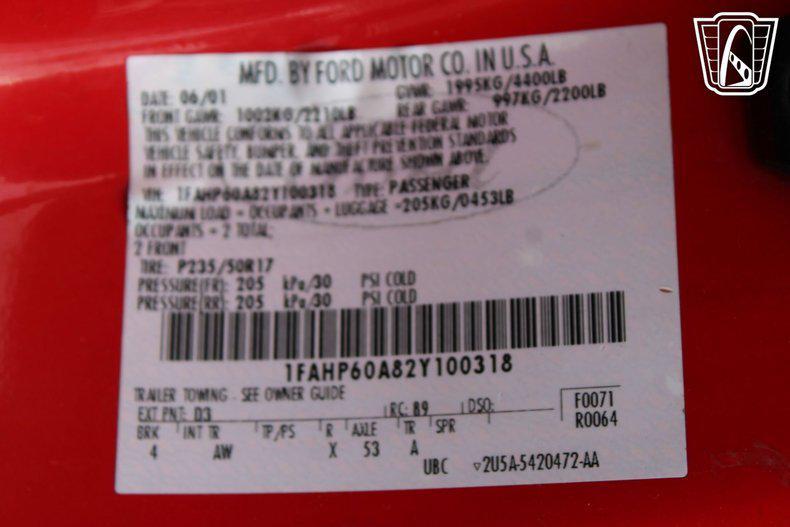 MFD. BY FORD MOTOR CO. IN U.S.A.
DATE: 06/01 GVWR: 1995KG/4400LB
FRONT GAWR: 1002KG/2210LB REAR GAWR: 997KG/2200LB
THIS VEHICLE CONFORMS TO ALL APPLICABLE FEDERAL MOTOR
VEHICLE SAFETY, BUMPER, AND THEFT PREVENTION STANDARDS
IN EFFECT ON THE DATE OF MANUFACTURE SHOWN ABOVE.
VIN: 1FAHP60A82Y100318 TYPE: PASSENGER
MAXIMUM LOAD = OCCUPANTS + LUGGAGE =205KG/0453LB
OCCUPANTS = 2 TOTAL;
2 FRONT
TIRE: P235/50R17
PRESSURE(FR): 205 kPa/30 PSI COLD
PRESSURE(RR): 205 kPa/30 PSI COLD
1FAHP60A82Y100318
TRAILER TOWING - SEE OWNER GUIDE
EXT PNT: D3 RC: 89 DSO: F0071
R0064
BRK INT TR TP/PS R AXLE TR SPR
4 AW X 53 A
UBC ▽2U5A-5420472-AA